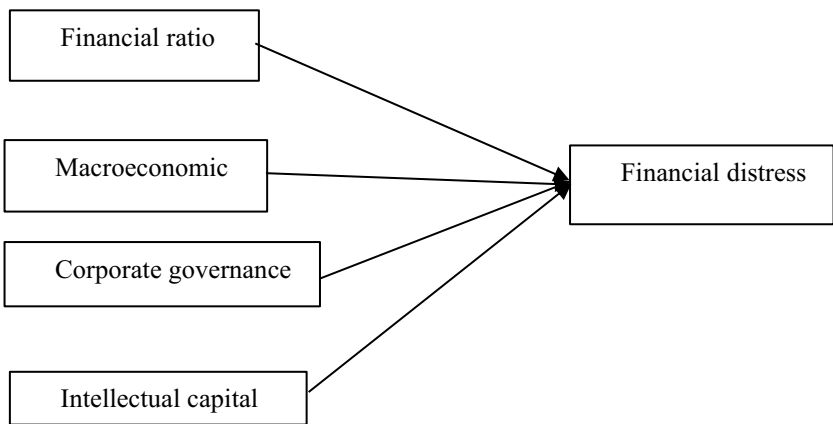 Financial ratio
Macroeconomic
Financial distress
Corporate governance
Intellectual capital